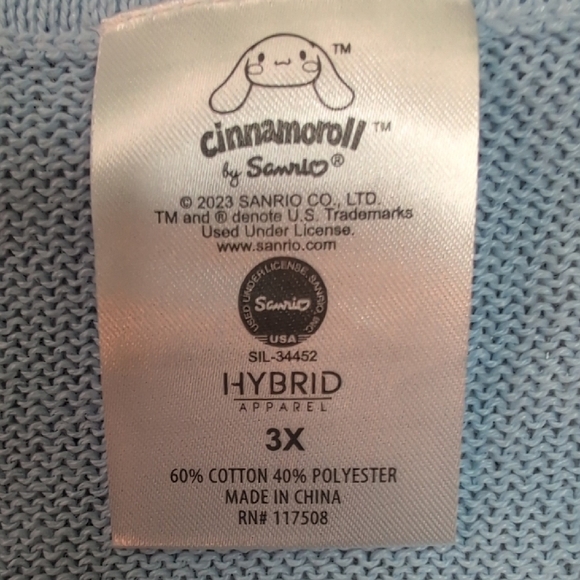 TM
cinnamoroll TM
by Sanrio®
© 2023 SANRIO CO., LTD.
TM and ® denote U.S. Trademarks
Used Under License.
www.sanrio.com
USED UNDER LICENSE, SANRIO, INC.
Sanrio
USA
SIL-34452
HYBRID
APPAREL
3X
60% COTTON 40% POLYESTER
MADE IN CHINA
RN# 117508